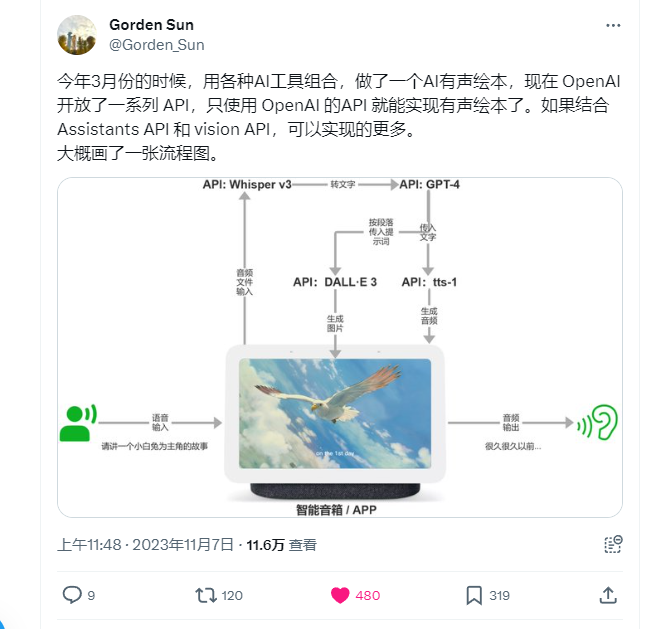 Gorden Sun
@Gorden_Sun
今年3月份的时候，用各种AI工具组合，做了一个AI有声绘本，现在 OpenAI
开放了一系列 API，只使用 OpenAI 的API 就能实现有声绘本了。如果结合
Assistants API 和 vision API，可以实现的更多。
大概画了一张流程图。
API: Whisper v3
转文字
API: GPT-4
按段落
传入提
示词
传入
文字
音频
文件
输入
API：DALL·E 3
API：tts-1
生成
图片
生成
音频
语音
输入
请讲一个小白兔为主角的故事
on the 1st day
音频
输出
很久很久以前...
智能音箱 / APP
上午11:48 · 2023年11月7日 · 11.6万 查看
9
120
480
319